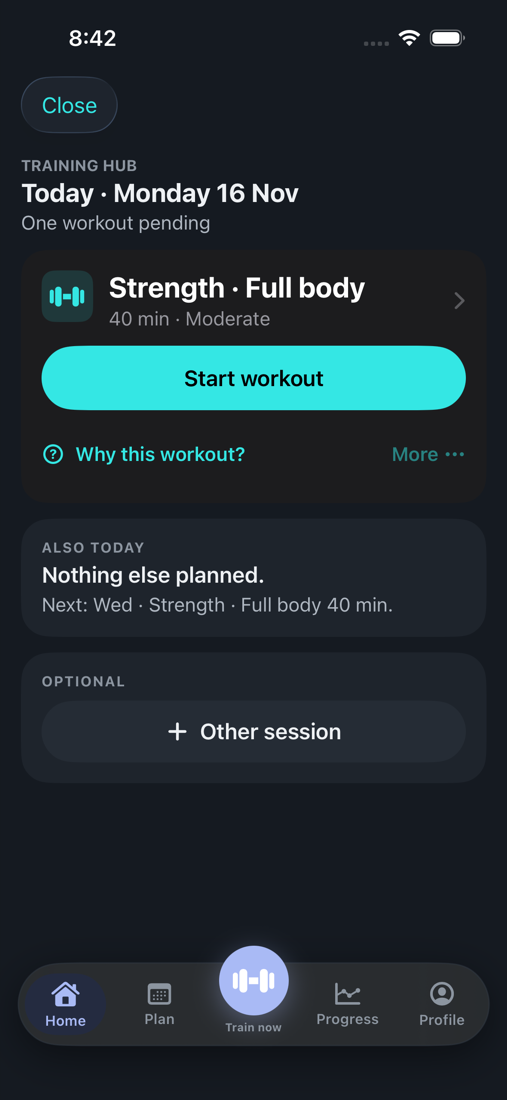 8:42
Close
TRAINING HUB
Today · Monday 16 Nov
One workout pending
Strength · Full body
40 min · Moderate
Start workout
Why this workout?
More ···
ALSO TODAY
Nothing else planned.
Next: Wed · Strength · Full body 40 min.
OPTIONAL
+ Other session
Home
Plan
Train now
Progress
Profile